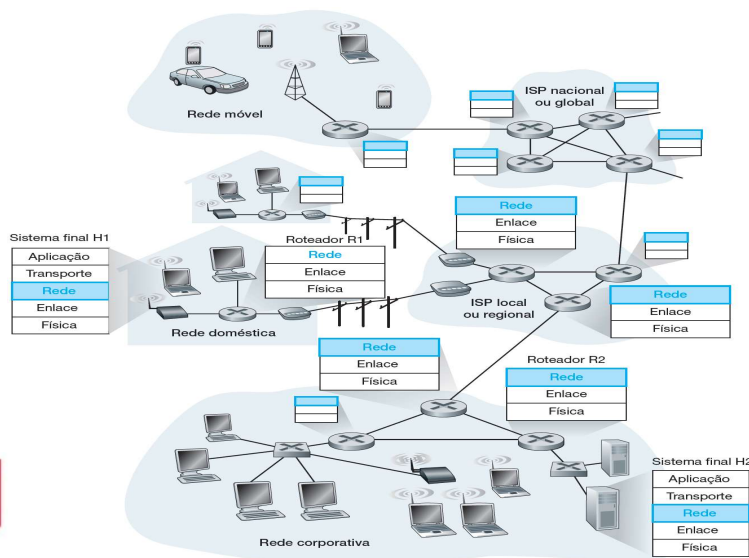 Rede móvel
ISP nacional
ou global
Rede
Enlace
Física
Sistema final H1
Aplicação
Transporte
Rede
Enlace
Física
Roteador R1
Rede
Enlace
Física
Rede doméstica
ISP local
ou regional
Rede
Enlace
Física
Rede
Enlace
Física
Roteador R2
Rede
Enlace
Física
Sistema final H2
Aplicação
Transporte
Rede
Enlace
Física
Rede corporativa